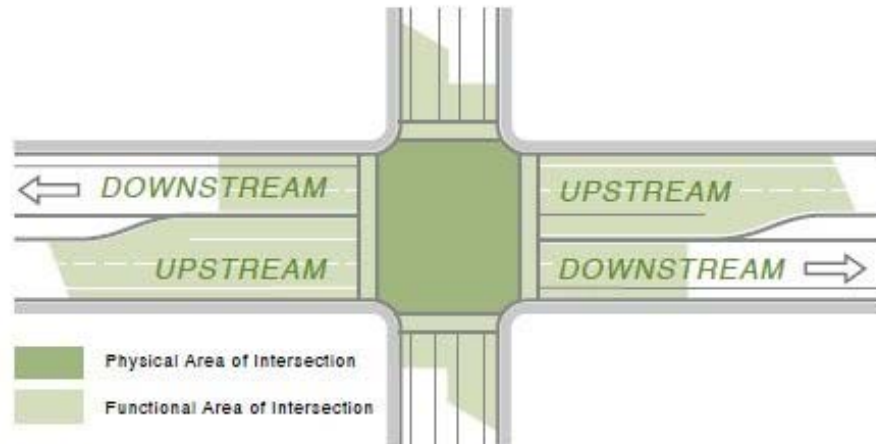 DOWNSTREAM
UPSTREAM
UPSTREAM
DOWNSTREAM
Physical Area of Intersection
Functional Area of Intersection